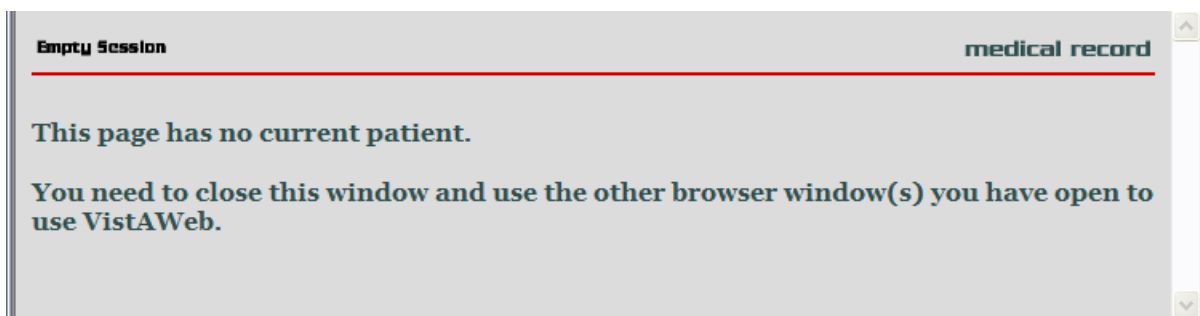 Empty Session
medical record
This page has no current patient.
You need to close this window and use the other browser window(s) you have open to
use VistAWeb.